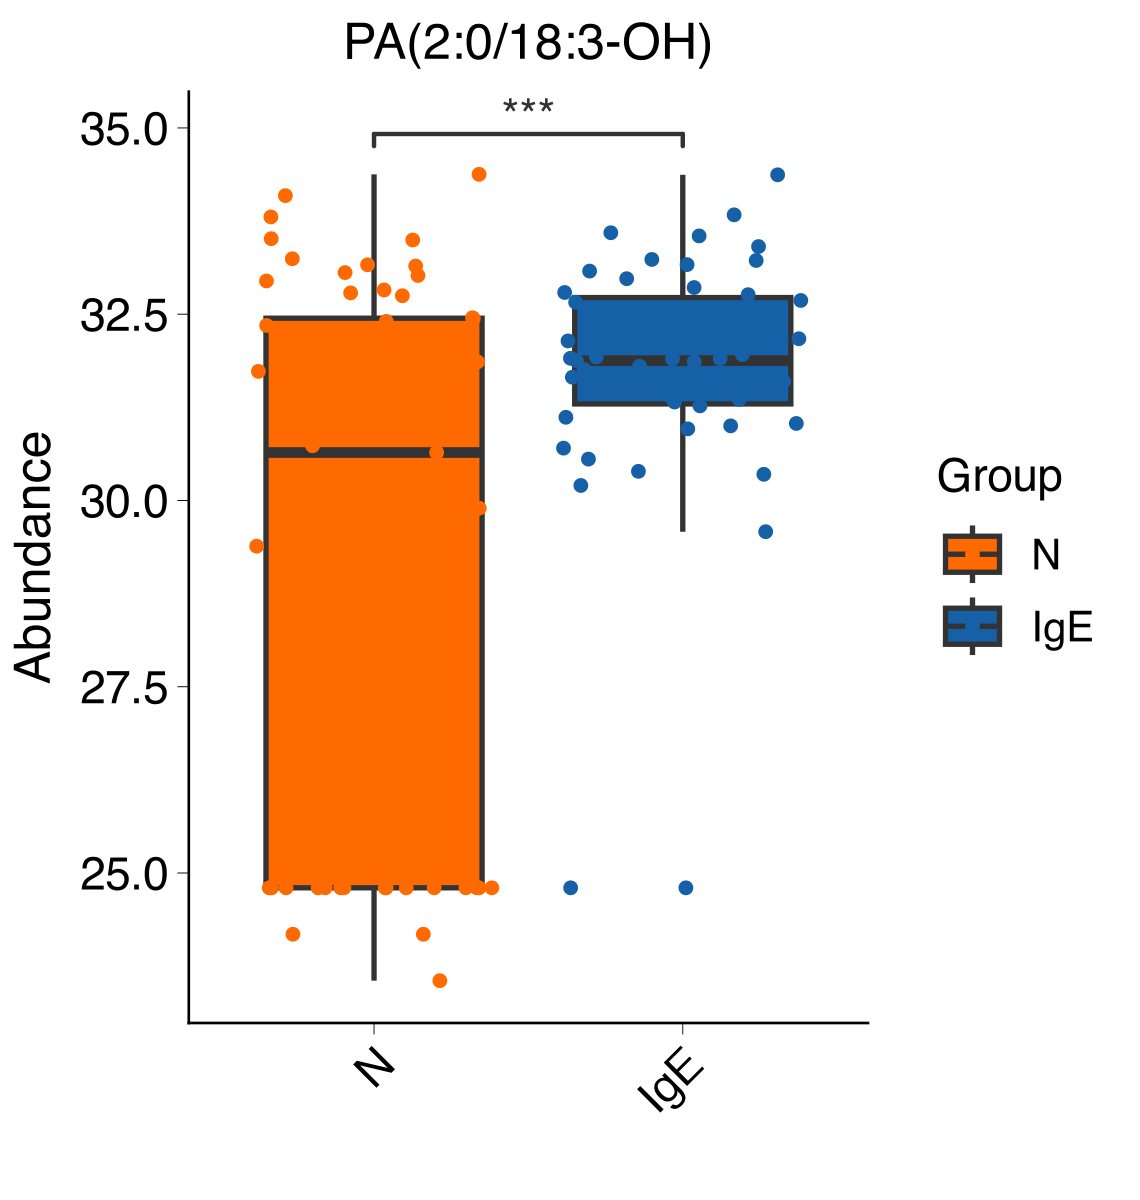 PA(2:0/18:3-OH)
***
35.0
32.5
30.0
27.5
25.0
Abundance
N
IgE
Group
N
IgE